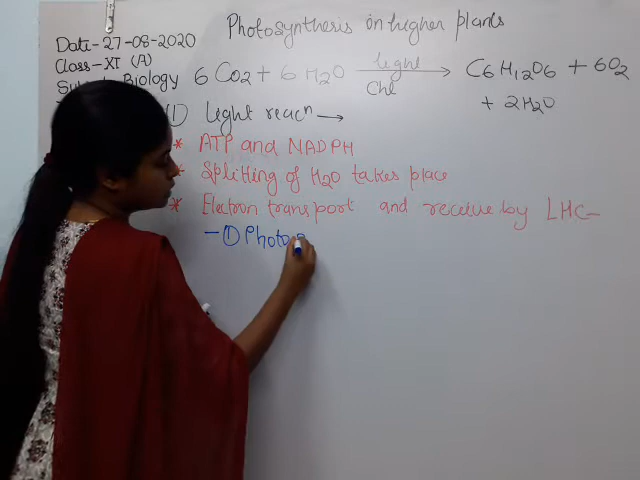 Photosynthesis in higher plants
Date-27-08-2020
Class-XI (A)
Biology
6 CO2 + 6 H2O light Chl → C6H12O6 + 6O2
+ 2H2O
1) Light reacn →
* ATP and NADPH
* Splitting of H2O takes place
* Electron transport and receive by LHC-
- ① Photos